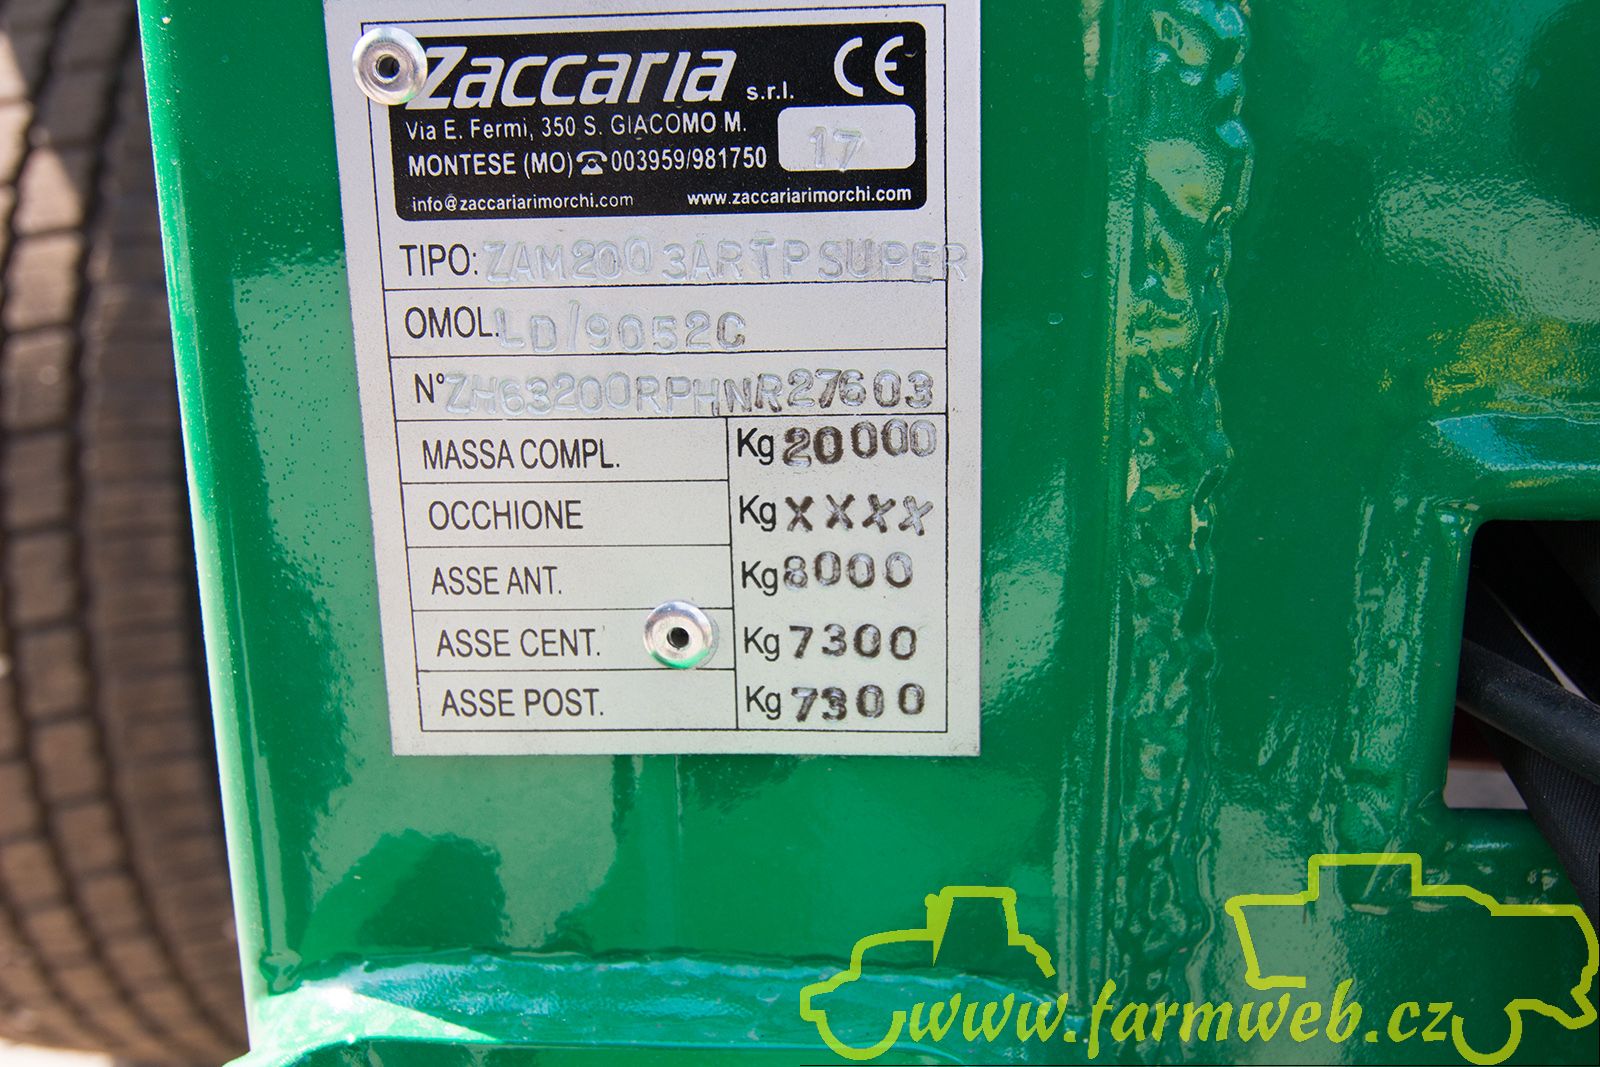 Zaccaria s.r.l. CE
Via E. Fermi, 350 S. GIACOMO M.
MONTESE (MO) ☎ 003959/981750 17
info@zaccariarimorchi.com www.zaccariarimorchi.com
TIPO: ZAM200 3ARTPSUPER
OMOL. LD/9052C
N° ZH63200RPHNR27603
MASSA COMPL. Kg 20000
OCCHIONE Kg XXXX
ASSE ANT. Kg 8000
ASSE CENT. Kg 7300
ASSE POST. Kg 7300
www.farmweb.cz